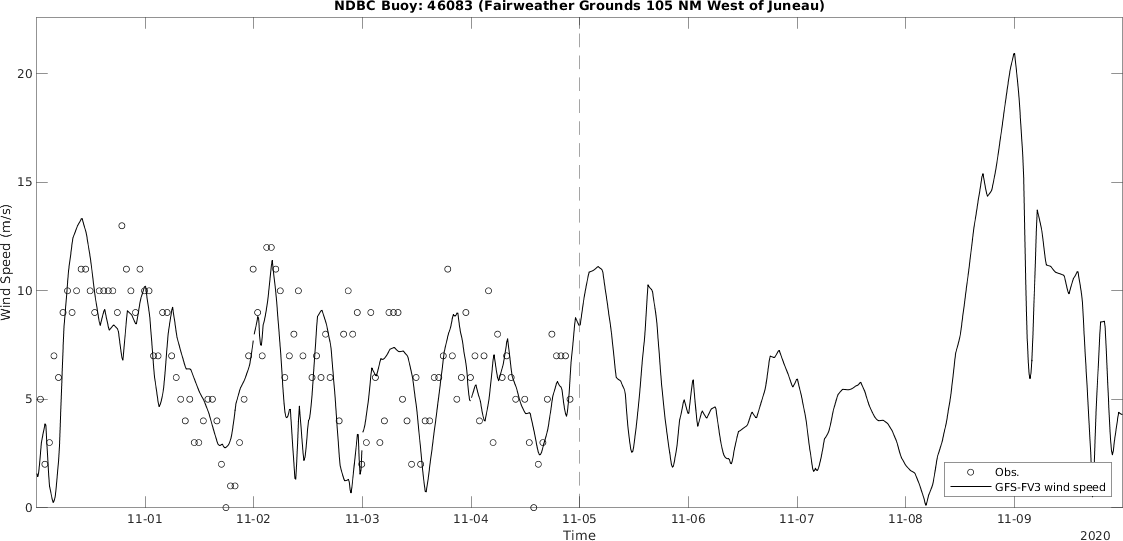 NDBC Buoy: 46083 (Fairweather Grounds 105 NM West of Juneau)
20
15
10
5
0
Wind Speed (m/s)
Obs.
GFS-FV3 wind speed
11-01 11-02 11-03 11-04 11-05 11-06 11-07 11-08 11-09
Time
2020